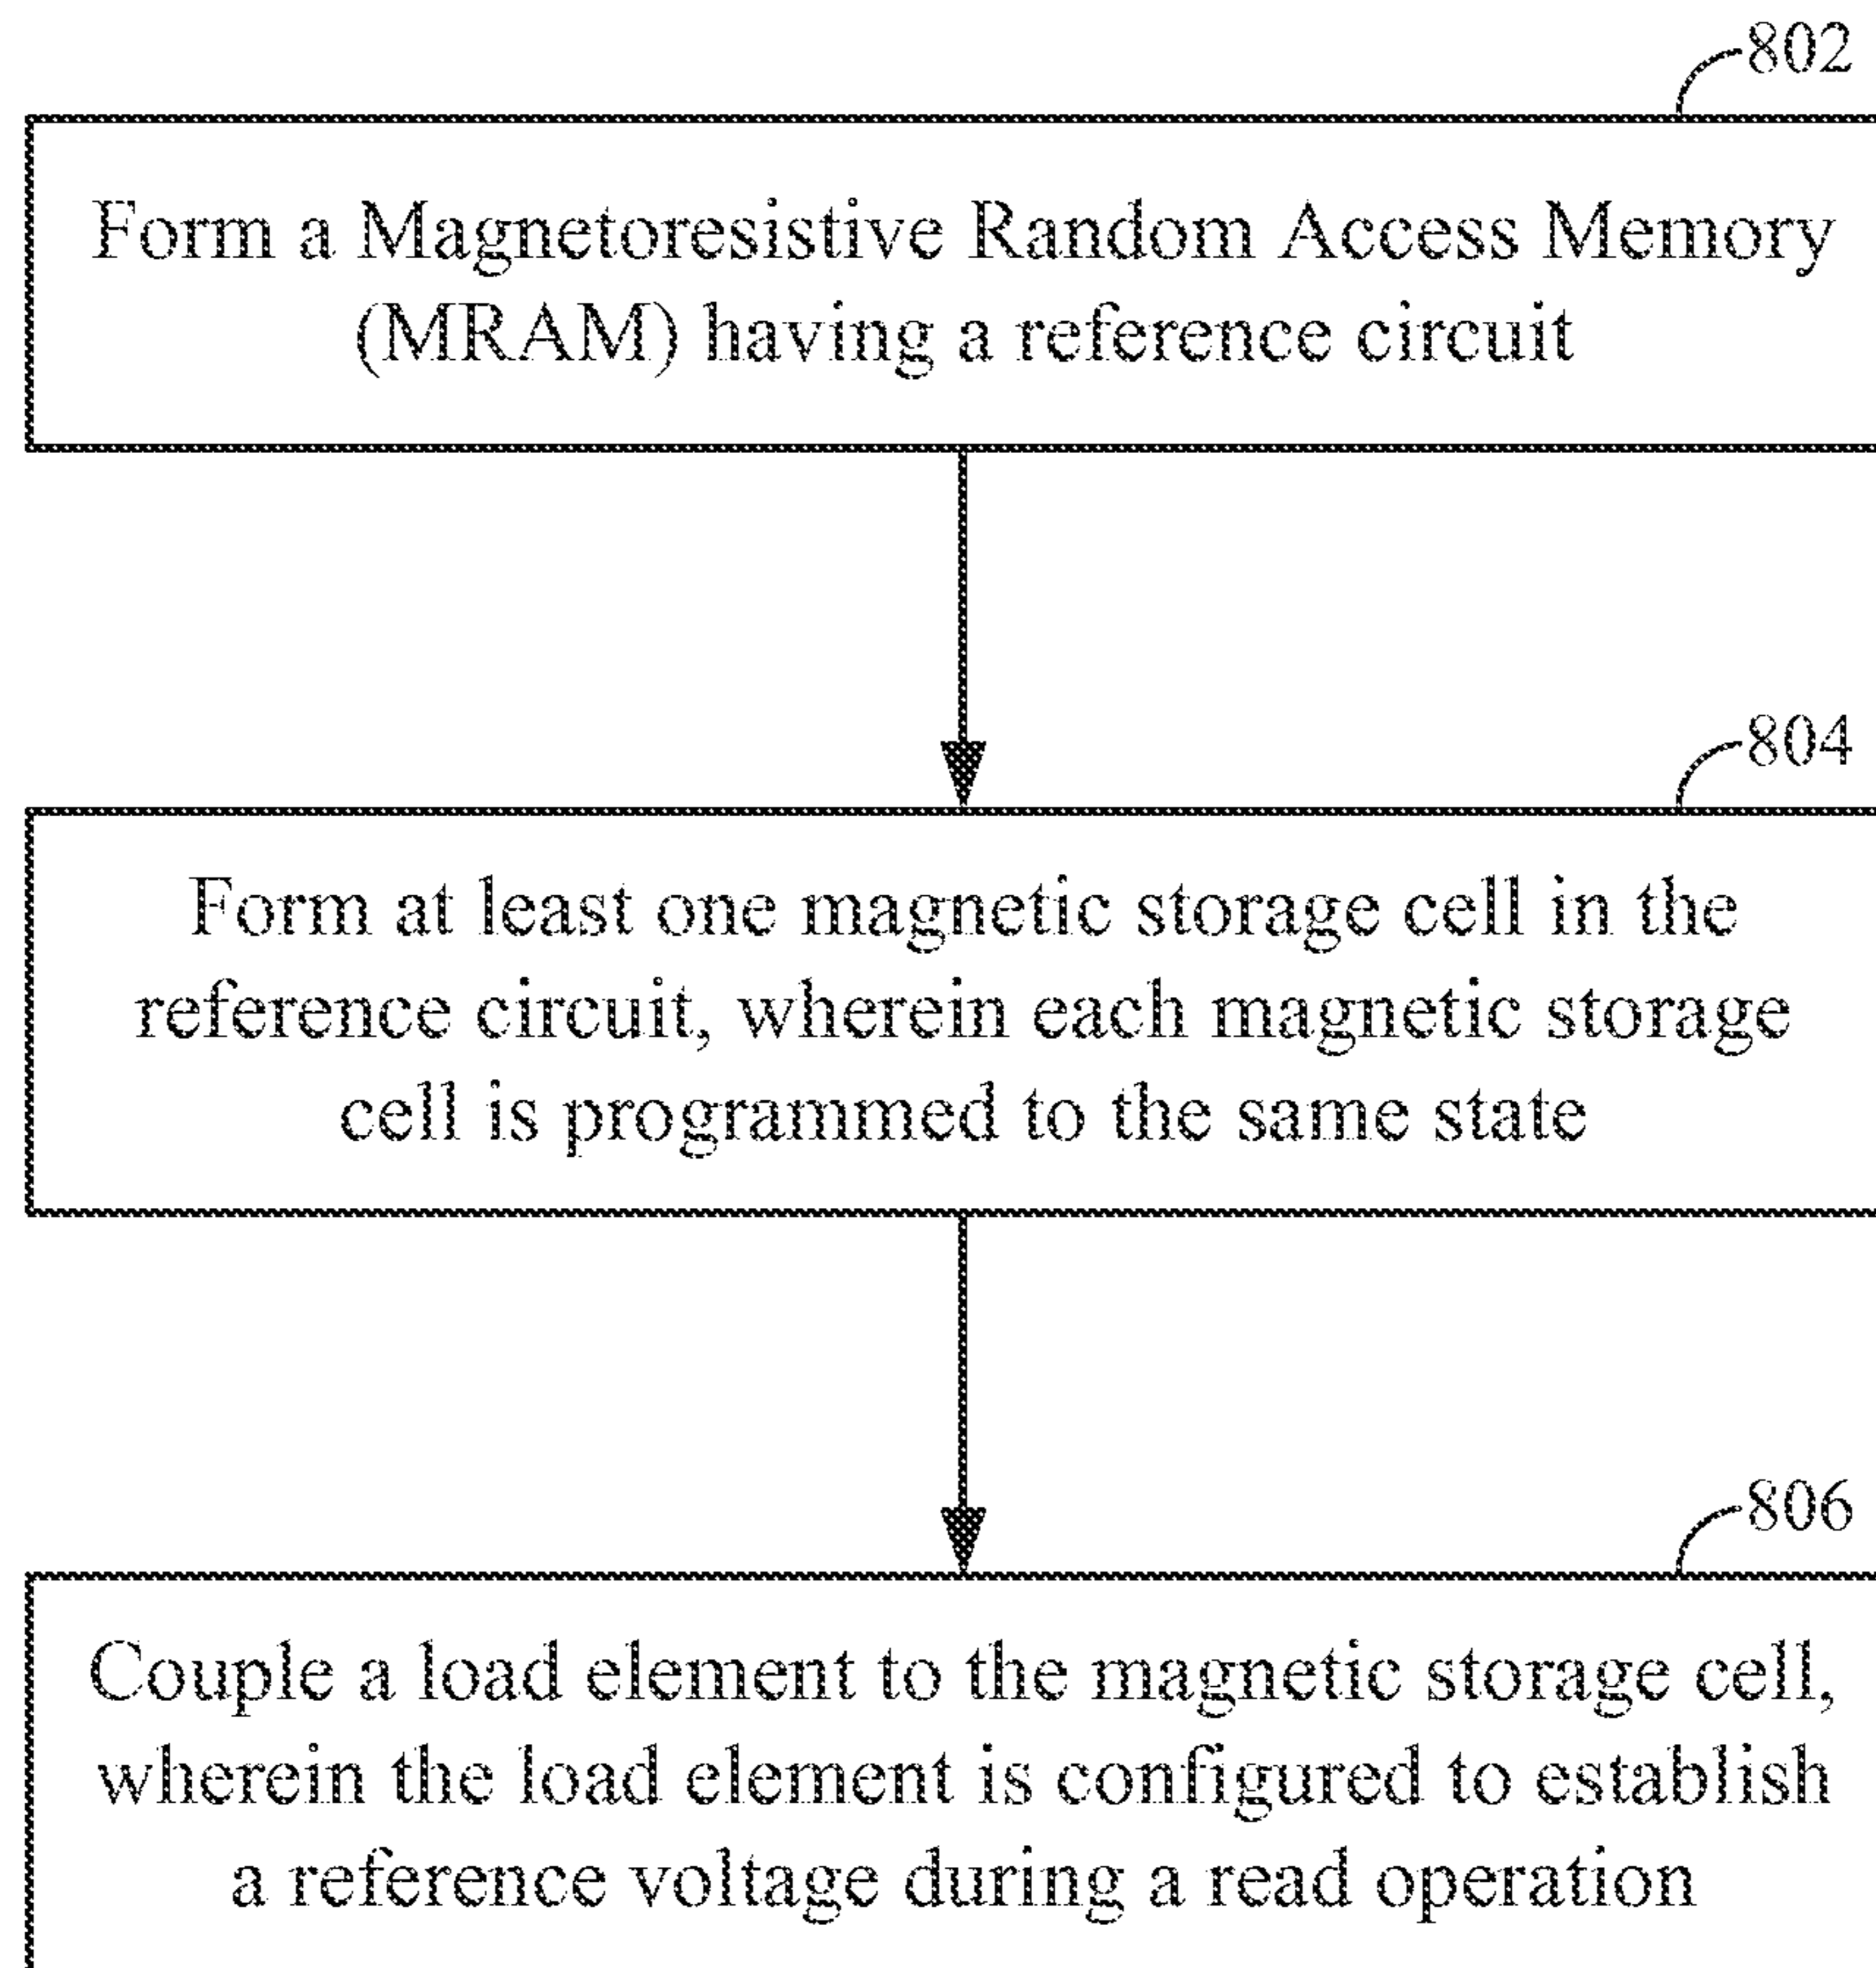 802
Form a Magnetoresistive Random Access Memory
(MRAM) having a reference circuit
804
Form at least one magnetic storage cell in the
reference circuit, wherein each magnetic storage
cell is programmed to the same state
806
Couple a load element to the magnetic storage cell,
wherein the load element is configured to establish
a reference voltage during a read operation